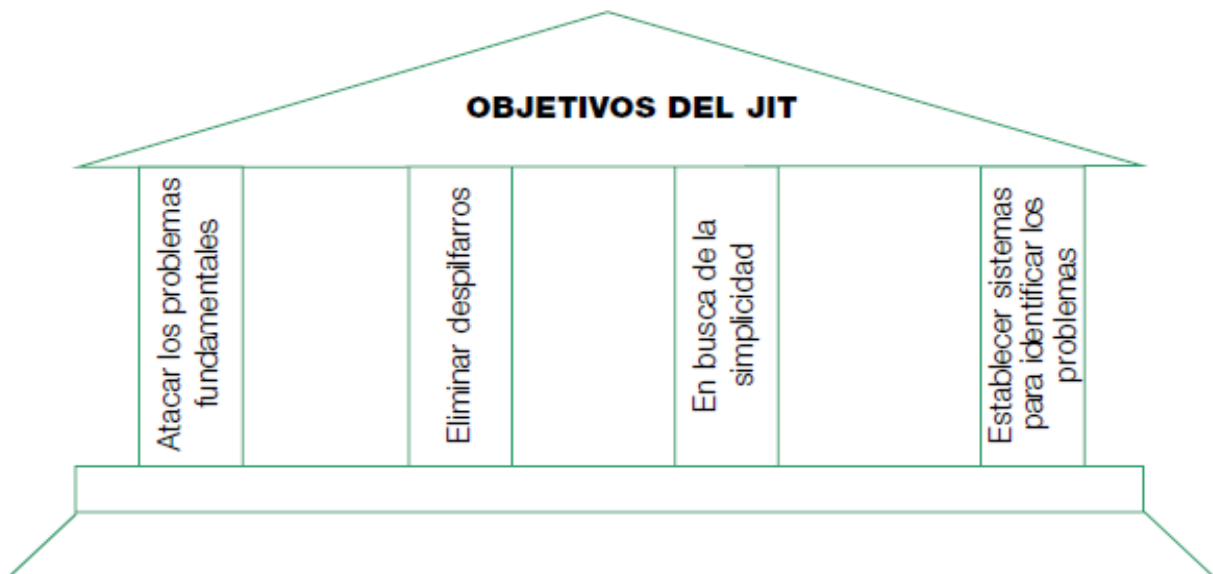 OBJETIVOS DEL JIT
Atacar los problemas
fundamentales
Eliminar despilfarros
En busca de la
simplicidad
Establecer sistemas
para identificar los
problemas